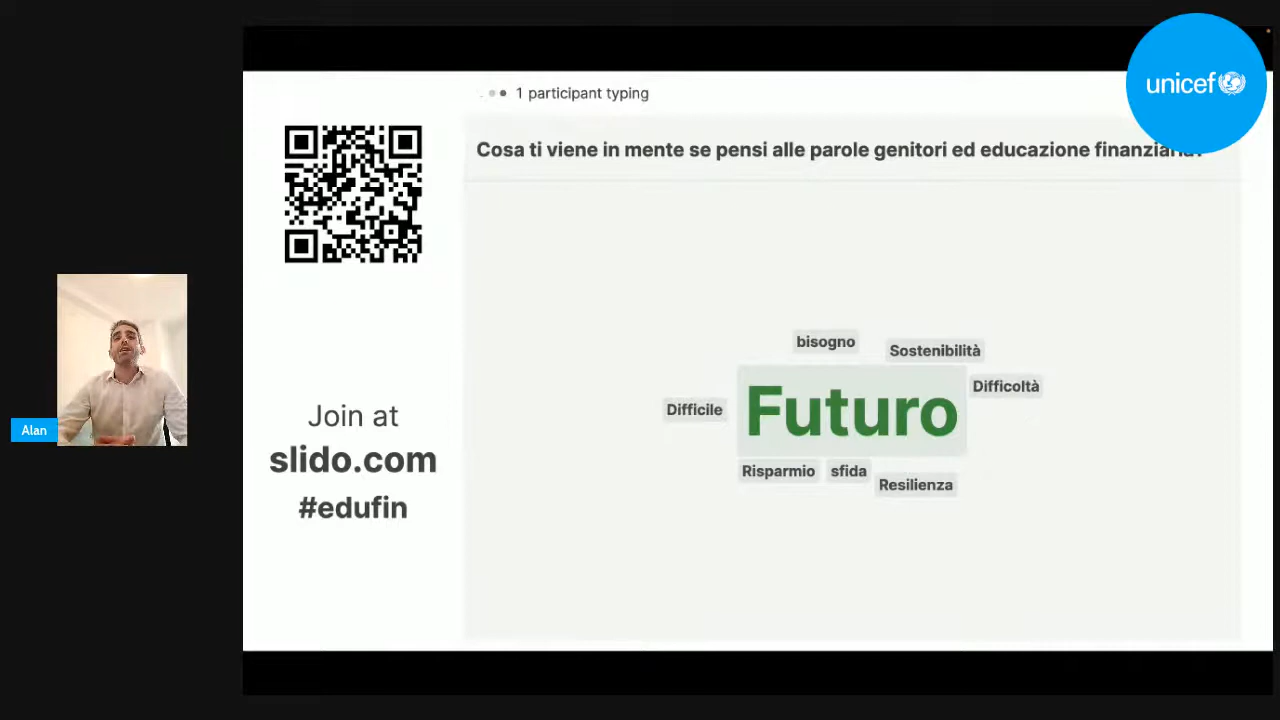 unicef
1 participant typing
Cosa ti viene in mente se pensi alle parole genitori ed educazione finanziaria?
bisogno
Sostenibilità
Difficoltà
Difficile
Futuro
Risparmio
sfida
Resilienza
Join at
slido.com
#edufin
Alan